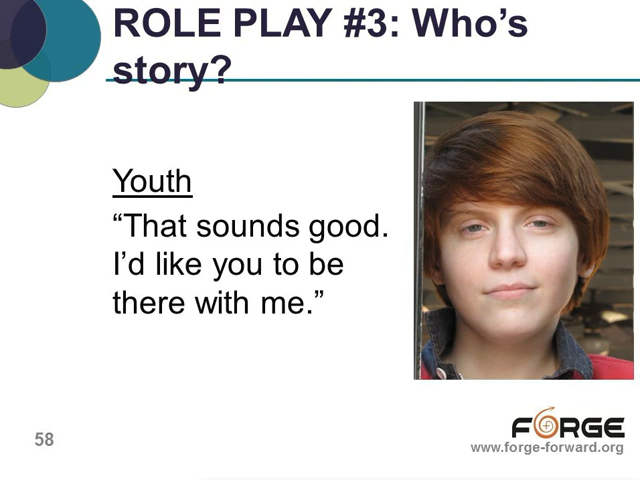 ROLE PLAY #3: Who’s
story?
Youth
“That sounds good.
I’d like you to be
there with me.”
58
FORGE
www.forge-forward.org